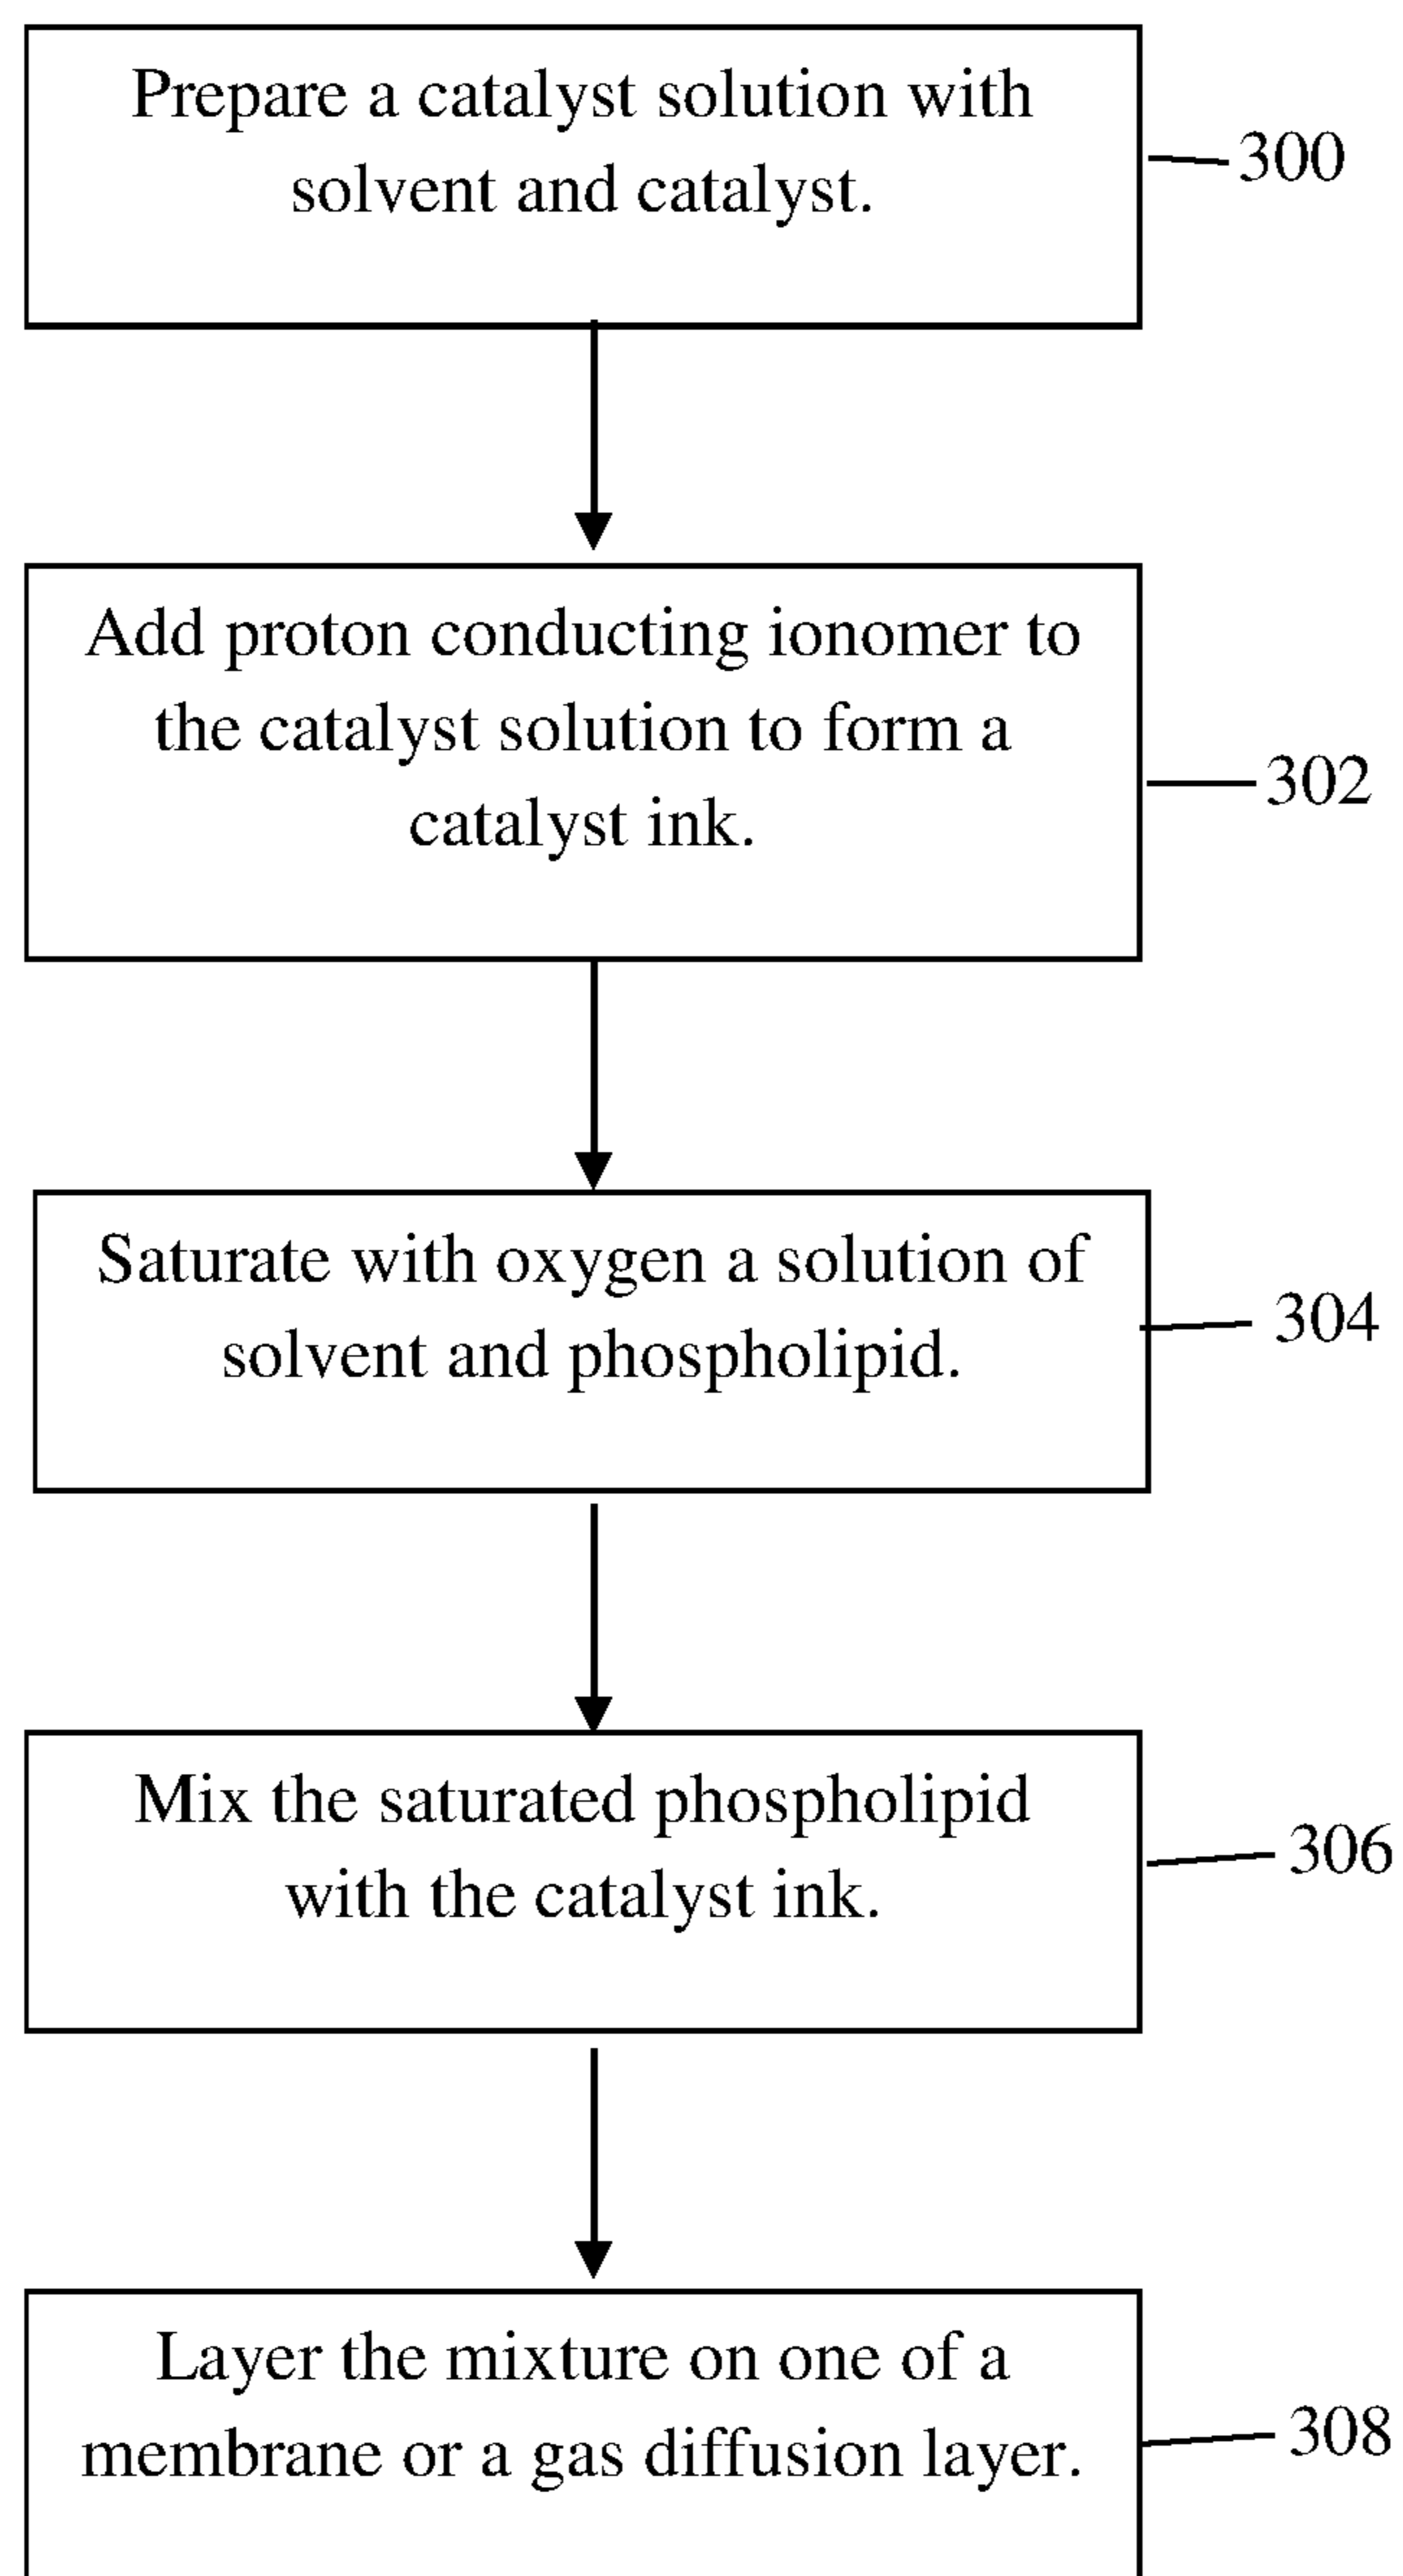 Prepare a catalyst solution with
solvent and catalyst.
300
Add proton conducting ionomer to
the catalyst solution to form a
catalyst ink.
302
Saturate with oxygen a solution of
solvent and phospholipid.
304
Mix the saturated phospholipid
with the catalyst ink.
306
Layer the mixture on one of a
membrane or a gas diffusion layer.
308